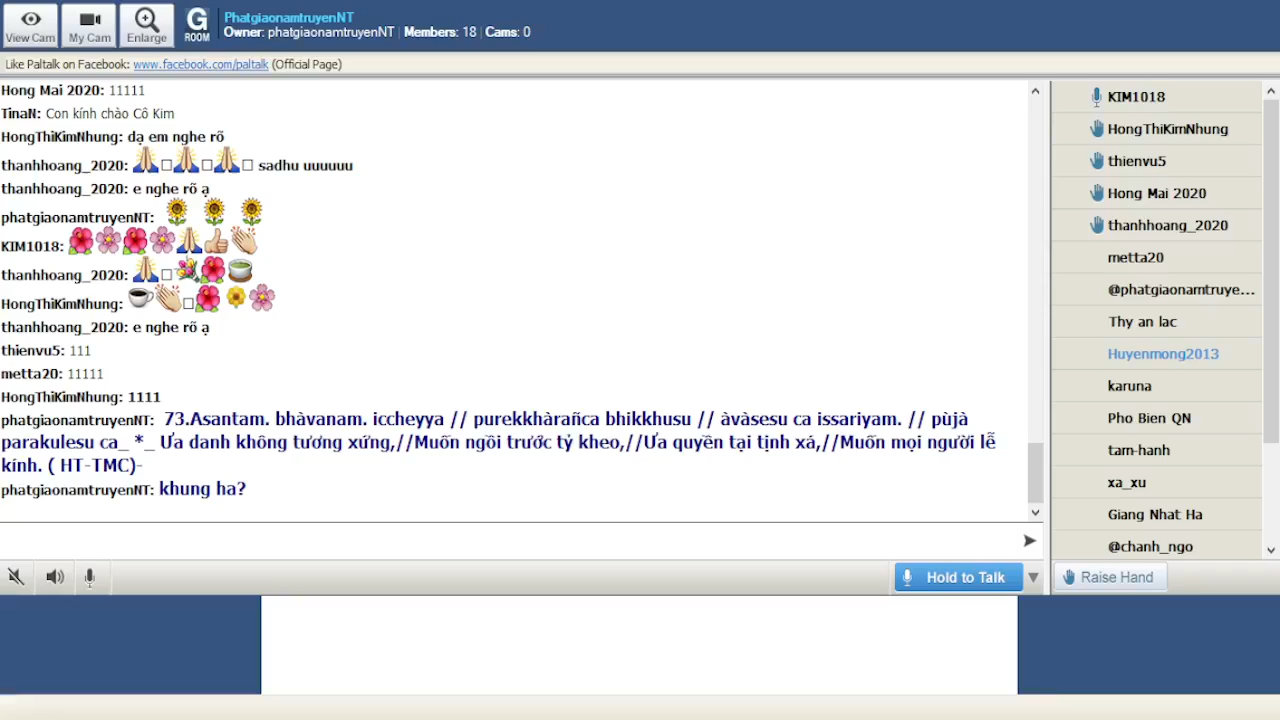 View Cam
My Cam
Enlarge
G
ROOM
PhatgiaonamtruyenNT
Owner: phatgiaonamtruyenNT | Members: 18 | Cams: 0
Like Paltalk on Facebook: www.facebook.com/paltalk (Official Page)
Hong Mai 2020: 11111
TinaN: Con kính chào Cô Kim
HongThiKimNhung: dạ em nghe rõ
thanhhoang_2020: sadhu uuuuuu
thanhhoang_2020: e nghe rõ ạ
phatgiaonamtruyenNT:
KIM1018:
thanhhoang_2020:
HongThiKimNhung:
thanhhoang_2020: e nghe rõ ạ
thienvu5: 111
metta20: 11111
HongThiKimNhung: 1111
phatgiaonamtruyenNT: 73.Asantam. bhàvanam. iccheyya // purekkhàrañca bhikkhusu // àvàsesu ca issariyam. // pùjà
parakulesu ca_ *_ Ưa danh không tương xứng,//Muốn ngồi trước tỷ kheo,//Ưa quyền tại tịnh xá,//Muốn mọi người lễ
kính. ( HT-TMC)-
phatgiaonamtruyenNT: khung ha?
Hold to Talk
KIM1018
HongThiKimNhung
thienvu5
Hong Mai 2020
thanhhoang_2020
metta20
@phatgiaonamtruye...
Thy an lac
Huyenmong2013
karuna
Pho Bien QN
tam-hanh
xa_xu
Giang Nhat Ha
@chanh_ngo
Raise Hand